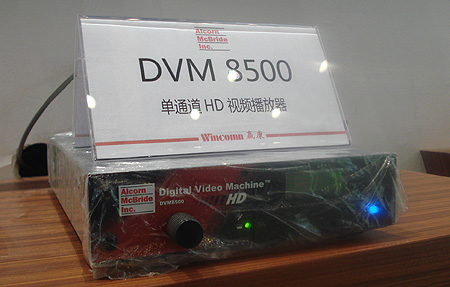 Alcorn
McBride
Inc.
DVM 8500
单通道 HD 视频播放器
Wincomn 赢康
Alcorn
McBride
Inc.
Digital Video Machine™
DVM8500
HD